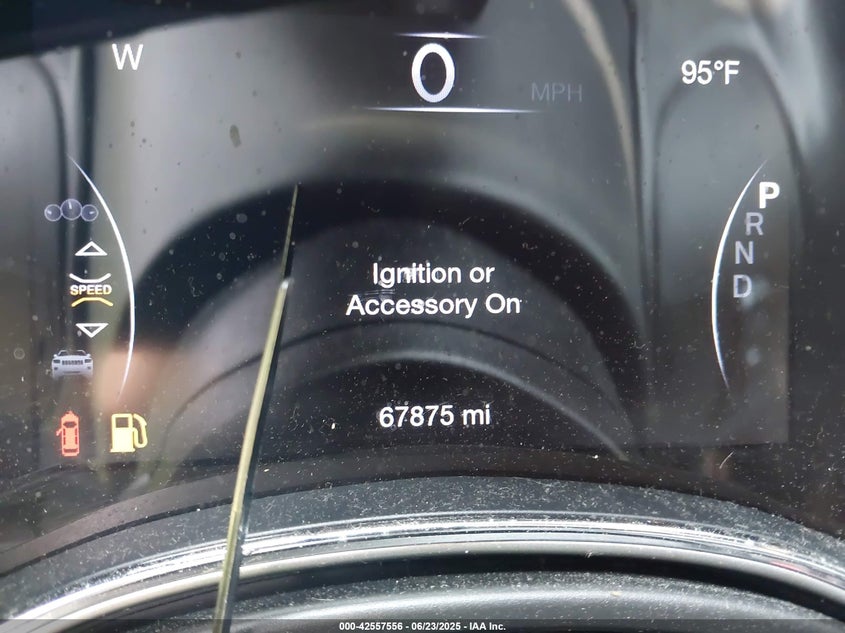 W
0
MPH
95°F
P
R
N
D
SPEED
Ignition or
Accessory On
67875 mi
000-42557556 - 06/23/2025 - IAA Inc.